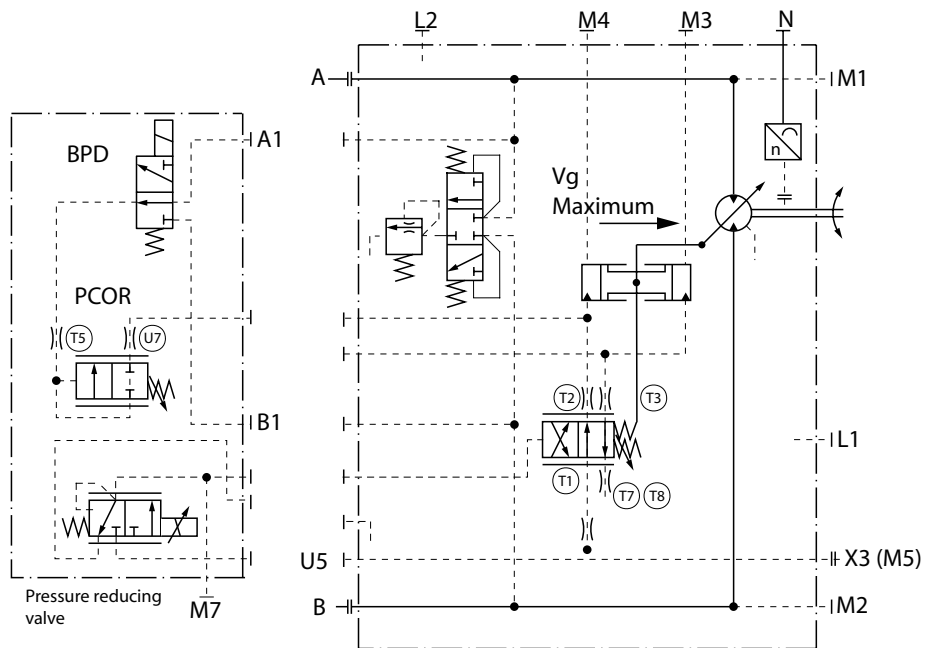 L2
M4
M3
N
A
M1
BPD
A1
n
Vg
Maximum
PCOR
T5
U7
T2
T3
B1
L1
T1
T7
T8
U5
X3 (M5)
Pressure reducing
valve
M7
B
M2